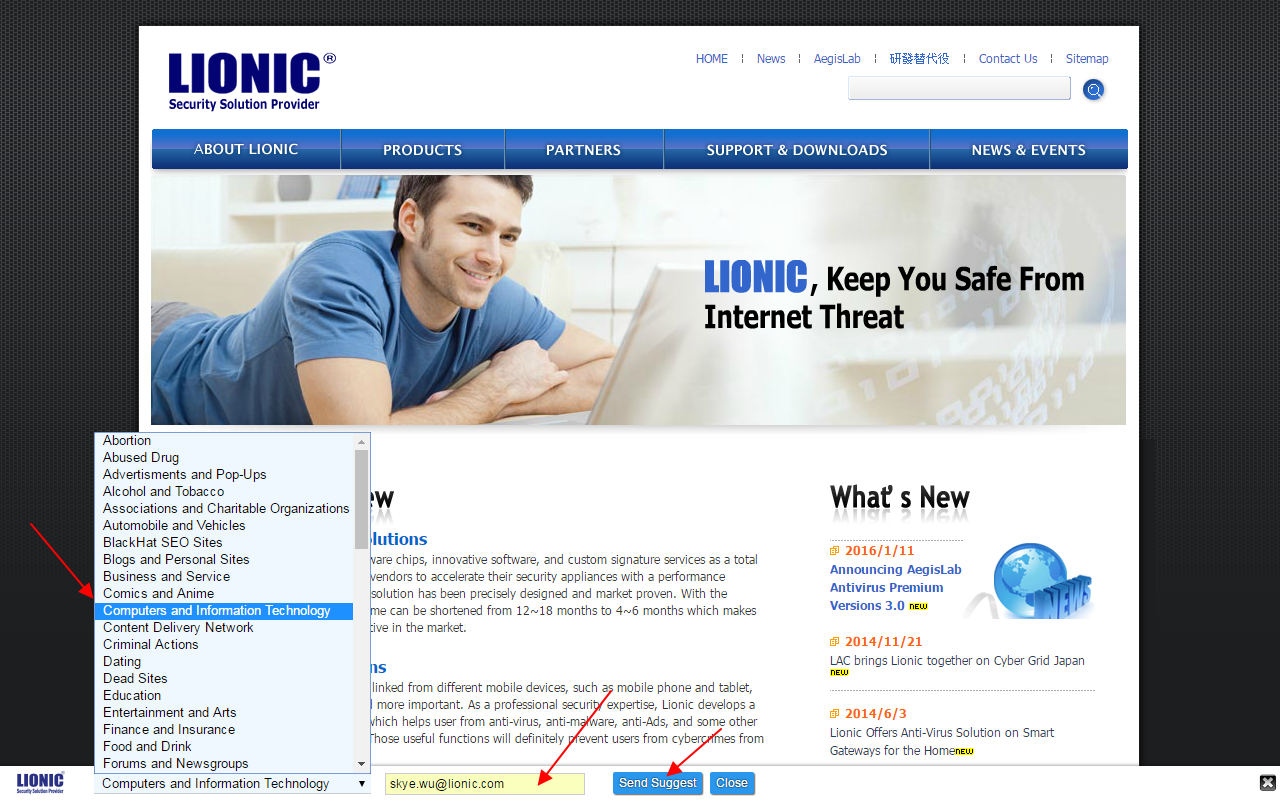 LIONIC®
Security Solution Provider
HOME ¦ News ¦ AegisLab ¦ 研發替代役 ¦ Contact Us ¦ Sitemap
ABOUT LIONIC PRODUCTS PARTNERS SUPPORT & DOWNLOADS NEWS & EVENTS
LIONIC, Keep You Safe From
Internet Threat
Abortion
Abused Drug
Advertisments and Pop-Ups
Alcohol and Tobacco
Associations and Charitable Organizations
Automobile and Vehicles
BlackHat SEO Sites
Blogs and Personal Sites
Business and Service
Comics and Anime
Computers and Information Technology
Content Delivery Network
Criminal Actions
Dating
Dead Sites
Education
Entertainment and Arts
Finance and Insurance
Food and Drink
Forums and Newsgroups
ew
olutions
ware chips, innovative software, and custom signature services as a total
vendors to accelerate their security appliances with a performance
solution has been precisely designed and market proven. With the
me can be shortened from 12~18 months to 4~6 months which makes
tive in the market.
ns
linked from different mobile devices, such as mobile phone and tablet,
l more important. As a professional security expertise, Lionic develops a
which helps user from anti-virus, anti-malware, anti-Ads, and some other
Those useful functions will definitely prevent users from cybercrimes from
What's New
2016/1/11
Announcing AegisLab
Antivirus Premium
Versions 3.0 NEW
NEWS
2014/11/21
LAC brings Lionic together on Cyber Grid Japan
NEW
2014/6/3
Lionic Offers Anti-Virus Solution on Smart
Gateways for the Home NEW
LIONIC®
Security Solution Provider
Computers and Information Technology
skye.wu@lionic.com
Send Suggest
Close